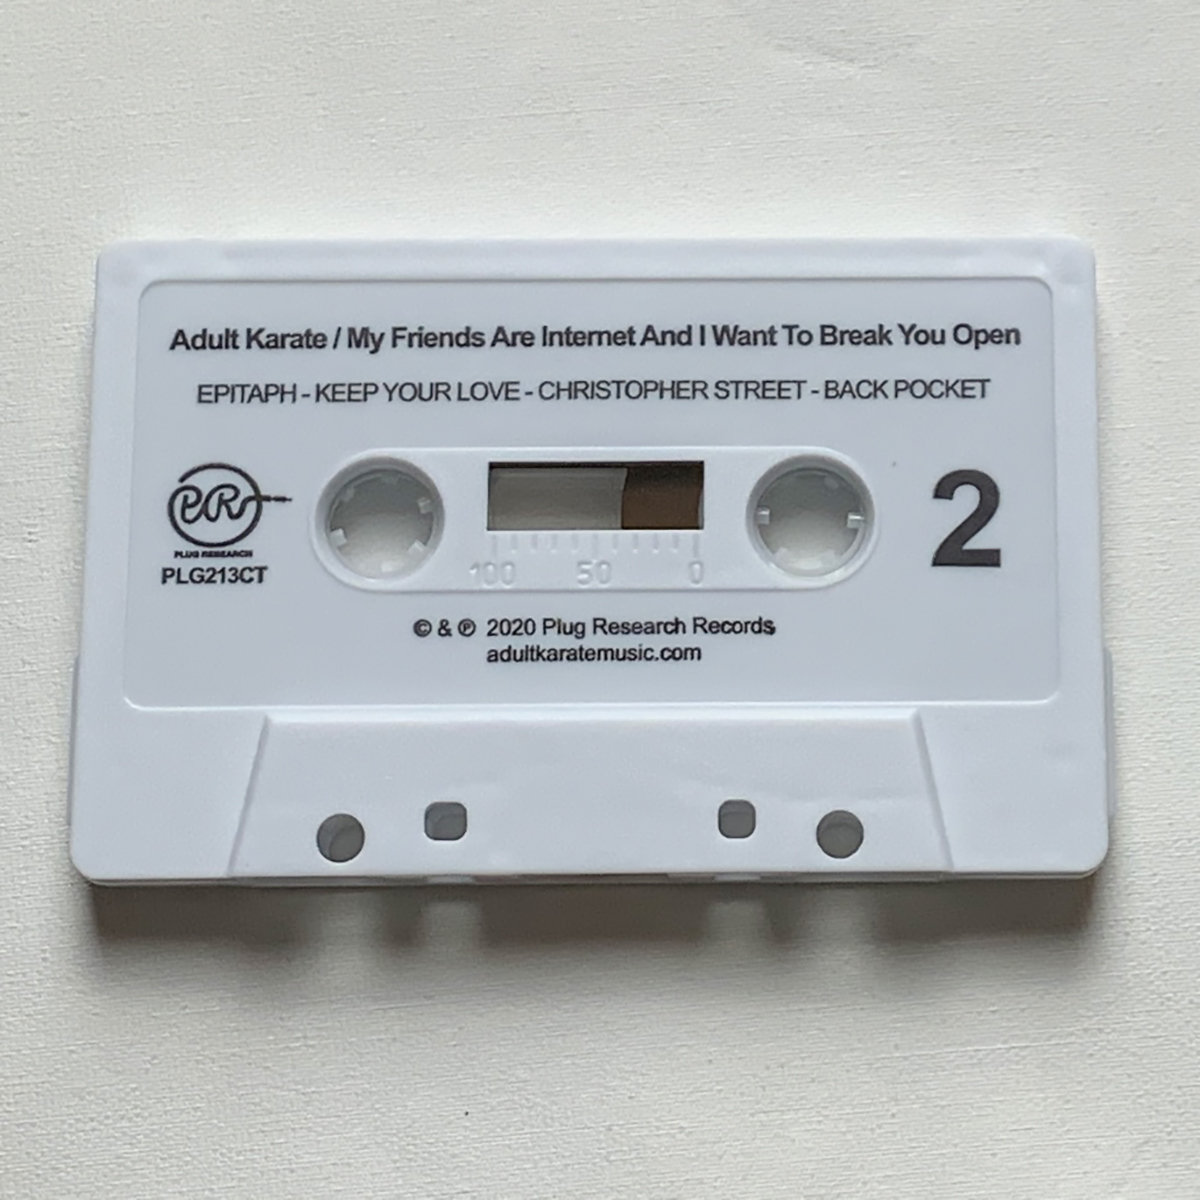 Adult Karate / My Friends Are Internet And I Want To Break You Open
EPITAPH - KEEP YOUR LOVE - CHRISTOPHER STREET - BACK POCKET
PR
PLUG RESEARCH
PLG213CT
100 50 0
2
© & ℗ 2020 Plug Research Records
adultkaratemusic.com